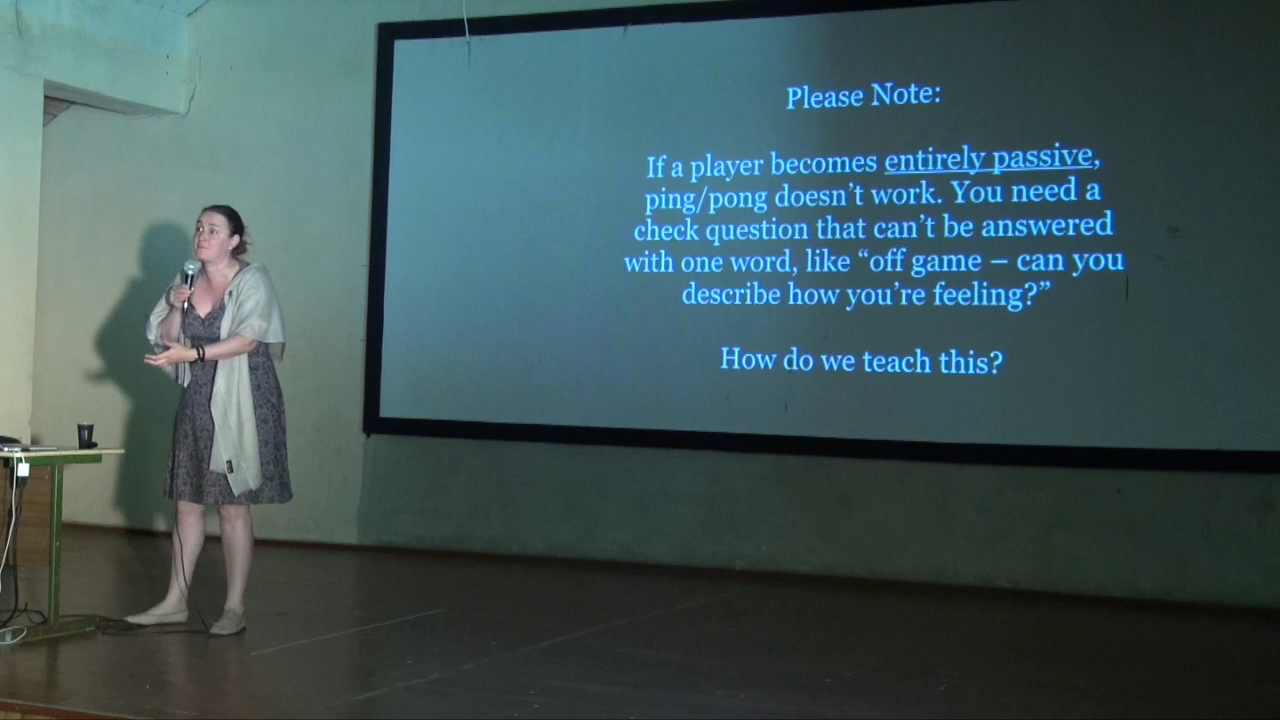 Please Note:
If a player becomes entirely passive,
ping/pong doesn’t work. You need a
check question that can’t be answered
with one word, like “off game – can you
describe how you’re feeling?”
How do we teach this?